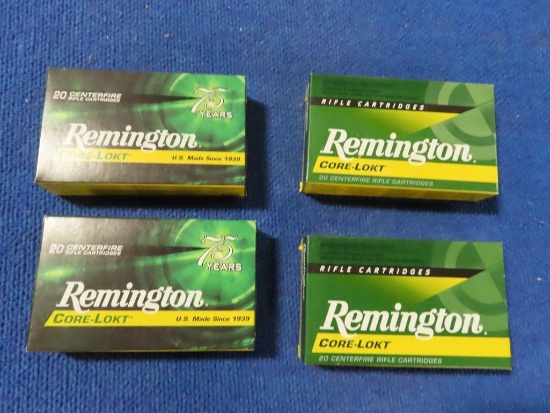 20 CENTERFIRE
RIFLE CARTRIDGES
75
YEARS
Remington
CORE-LOKT
U.S. Made Since 1939
RIFLE CARTRIDGES
Remington
CORE-LOKT
20 CENTERFIRE RIFLE CARTRIDGES
20 CENTERFIRE
RIFLE CARTRIDGES
75
YEARS
Remington
CORE-LOKT
U.S. Made Since 1939
RIFLE CARTRIDGES
Remington
CORE-LOKT
20 CENTERFIRE RIFLE CARTRIDGES